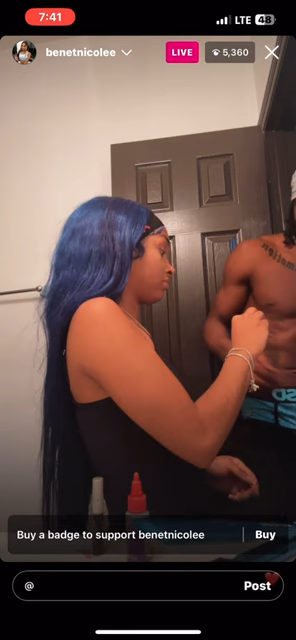 7:41
LTE 48
benetnicolee
LIVE
5,360
Buy a badge to support benetnicolee
Buy
@
Post